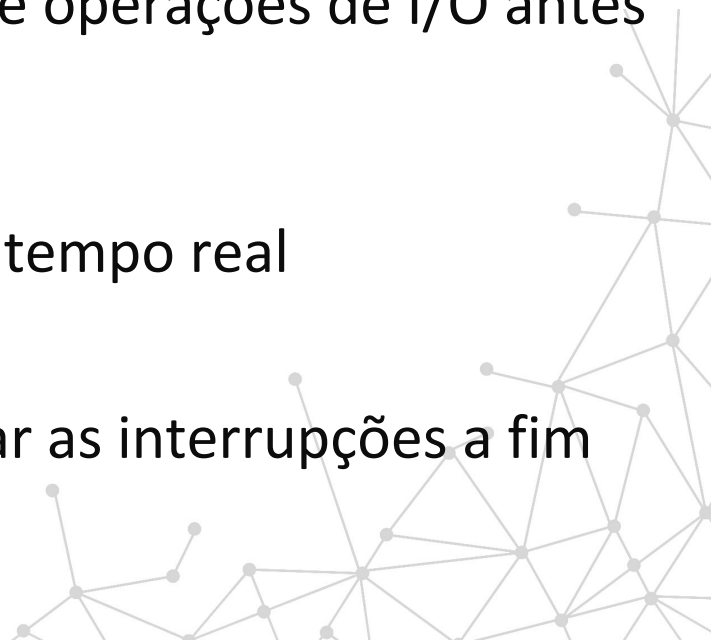 e operações de I/O antes
tempo real
ar as interrupções a fim